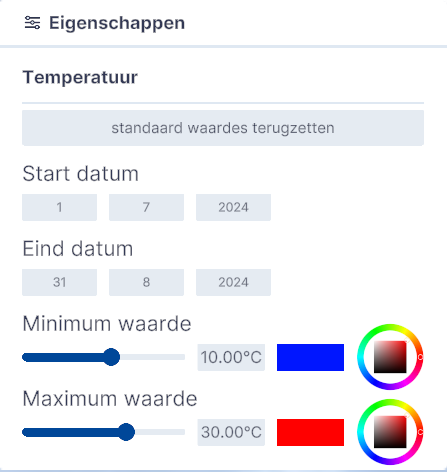 Eigenschappen
Temperatuur
standaard waardes terugzetten
Start datum
1 7 2024
Eind datum
31 8 2024
Minimum waarde
10.00°C
Maximum waarde
30.00°C